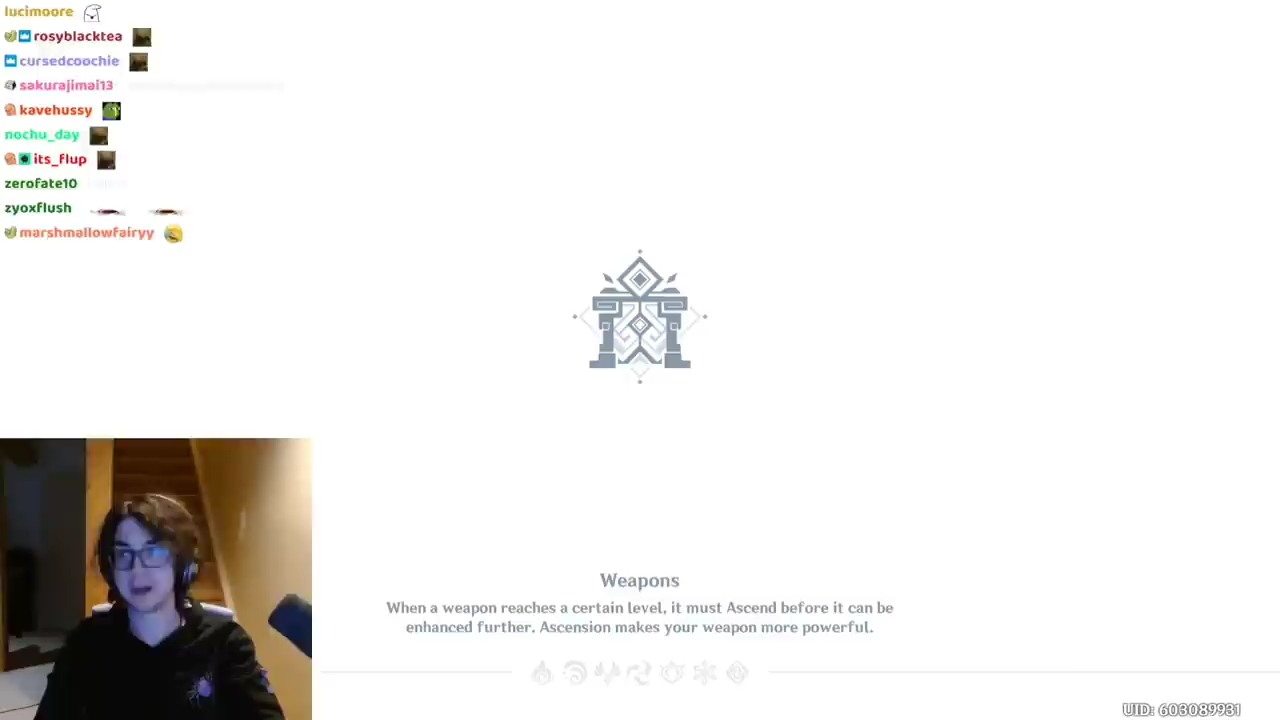 lucimoore
rosyblacktea
cursedcoochie
sakurajimai13
kavehussy
nochu_day
its_flup
zerofate10
zyoxflush
marshmallowfairyy
Weapons
When a weapon reaches a certain level, it must Ascend before it can be
enhanced further. Ascension makes your weapon more powerful.
UID: 603089931